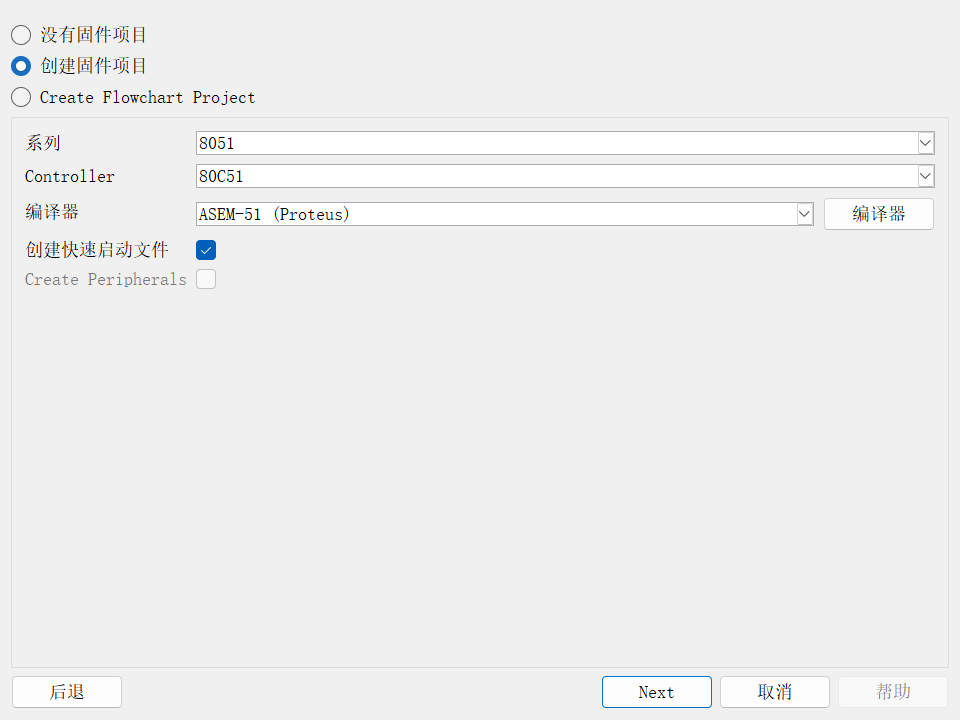 没有固件项目
创建固件项目
Create Flowchart Project
系列 8051
Controller 80C51
编译器 ASEM-51 (Proteus) 编译器
创建快速启动文件
Create Peripherals
后退 Next 取消 帮助